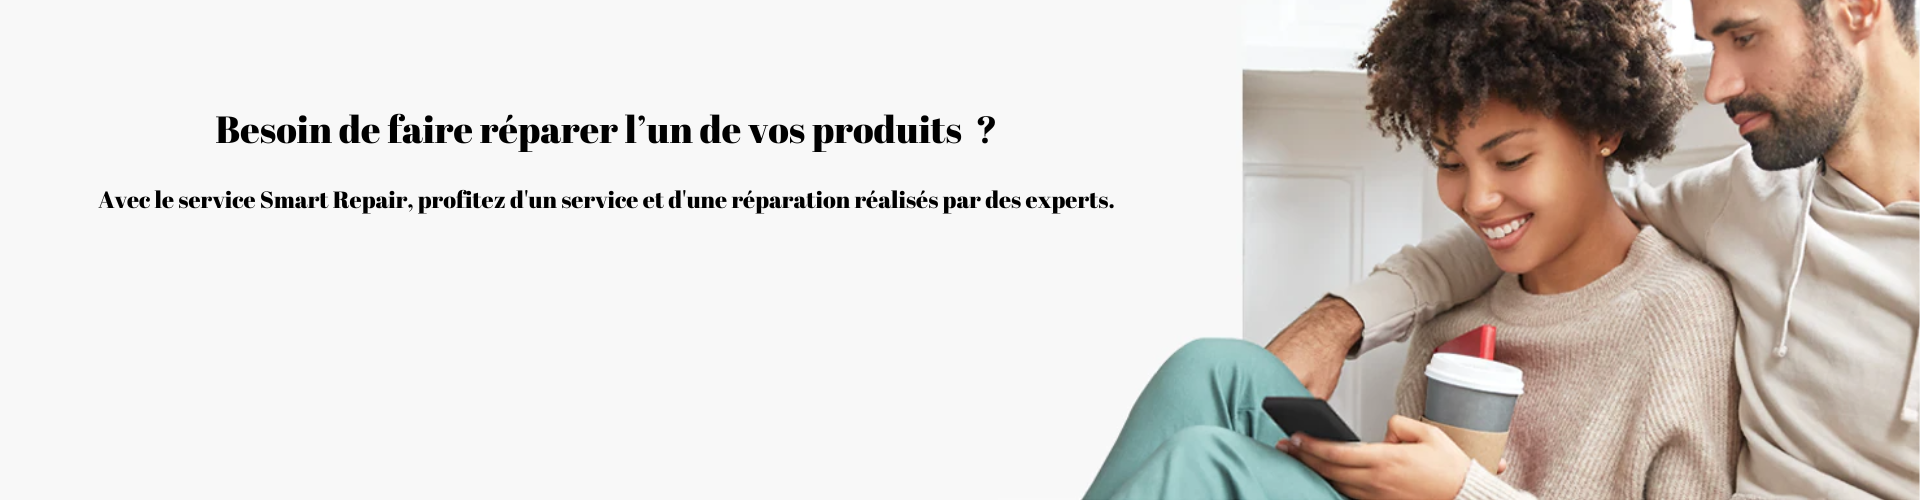 Besoin de faire réparer l’un de vos produits  ?
Avec le service Smart Repair, profitez d'un service et d'une réparation réalisés par des experts.